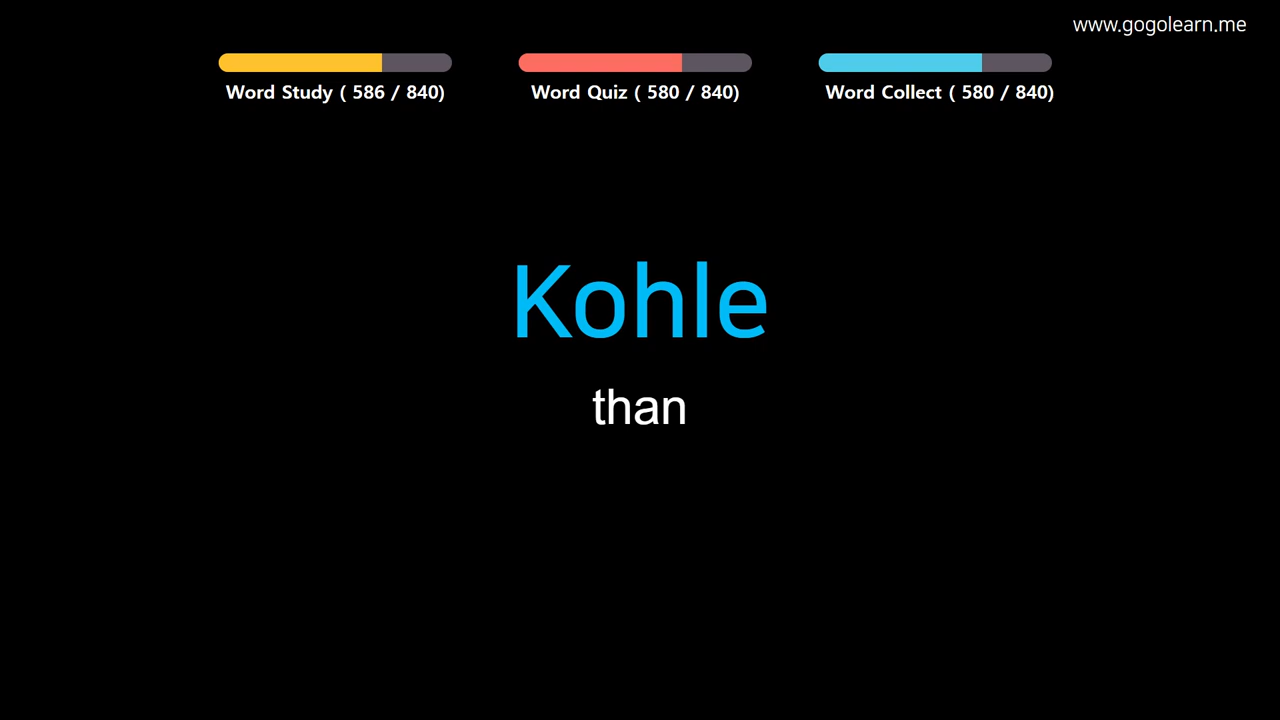 www.gogolearn.me
Word Study ( 586 / 840)
Word Quiz ( 580 / 840)
Word Collect ( 580 / 840)
Kohle
than